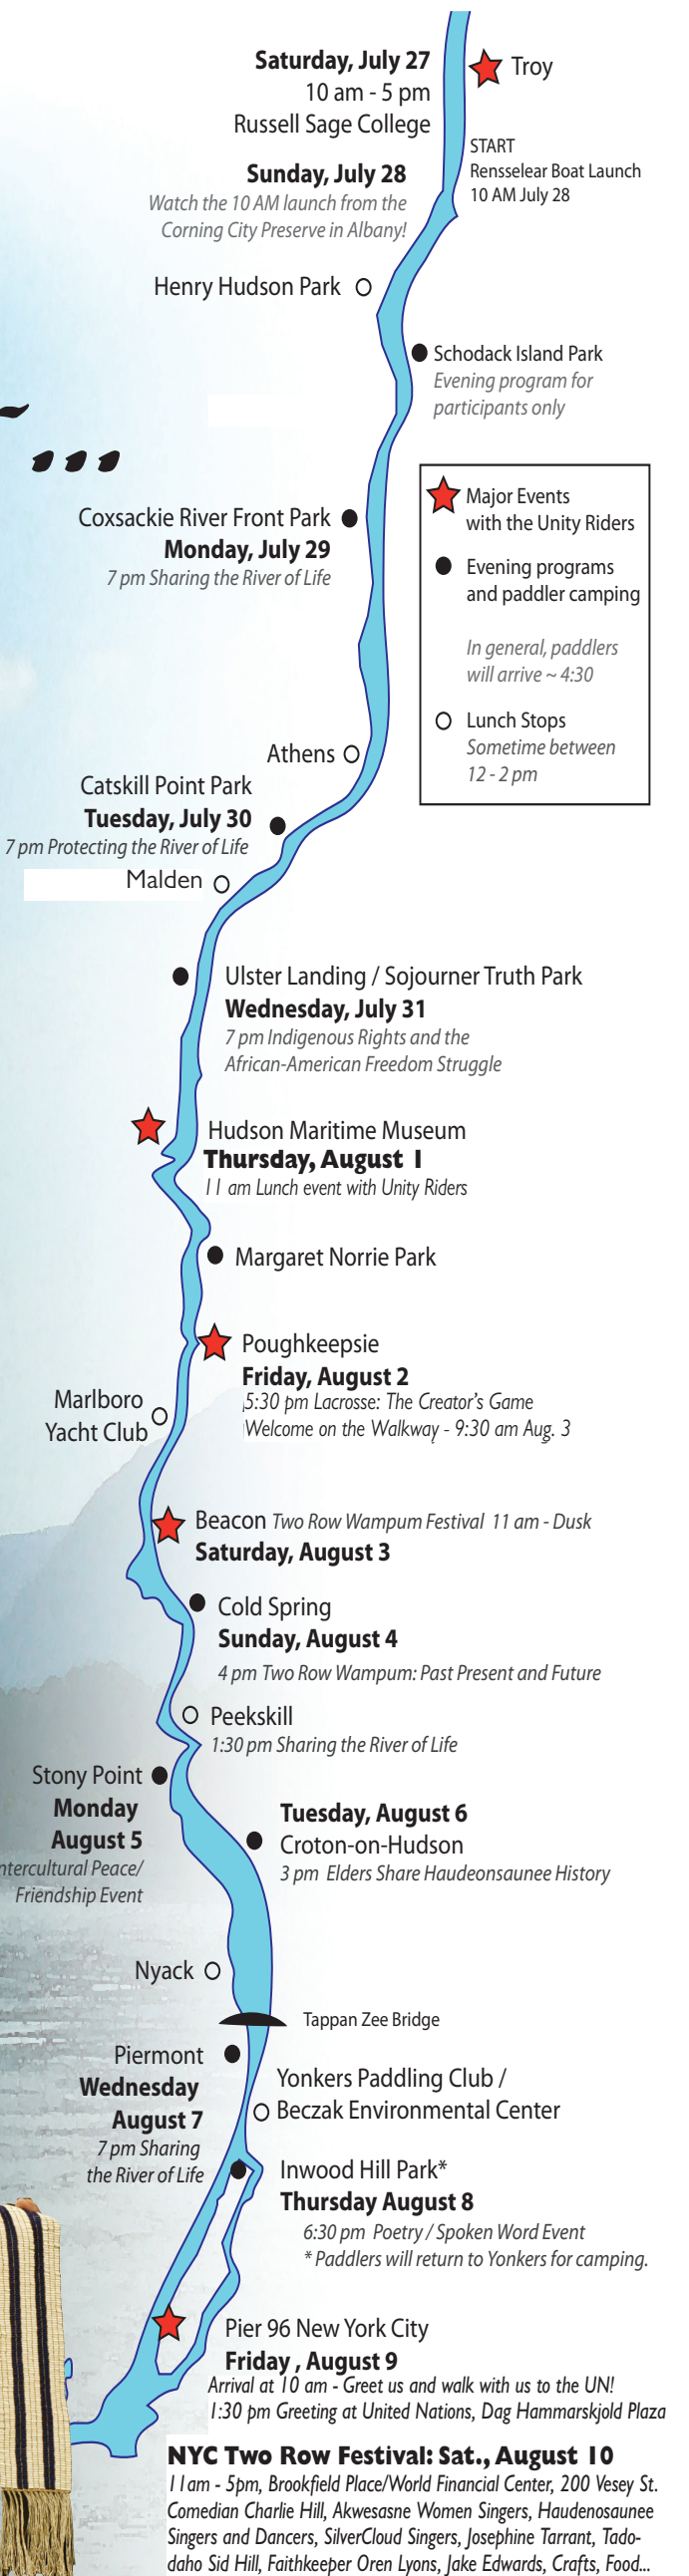 Saturday, July 27
10 am - 5 pm
Russell Sage College
Troy
START
Rensselear Boat Launch
10 AM July 28
Sunday, July 28
Watch the 10 AM launch from the
Corning City Preserve in Albany!
Henry Hudson Park
Schodack Island Park
Evening program for
participants only
Major Events
with the Unity Riders
Evening programs
and paddler camping
In general, paddlers
will arrive ~ 4:30
Lunch Stops
Sometime between
12 - 2 pm
Coxsackie River Front Park
Monday, July 29
7 pm Sharing the River of Life
Athens
Catskill Point Park
Tuesday, July 30
7 pm Protecting the River of Life
Malden
Ulster Landing / Sojourner Truth Park
Wednesday, July 31
7 pm Indigenous Rights and the
African-American Freedom Struggle
Hudson Maritime Museum
Thursday, August 1
11 am Lunch event with Unity Riders
Margaret Norrie Park
Poughkeepsie
Friday, August 2
5:30 pm Lacrosse: The Creator's Game
Welcome on the Walkway - 9:30 am Aug. 3
Marlboro
Yacht Club
Beacon Two Row Wampum Festival 11 am - Dusk
Saturday, August 3
Cold Spring
Sunday, August 4
4 pm Two Row Wampum: Past Present and Future
Peekskill
1:30 pm Sharing the River of Life
Stony Point
Monday
August 5
ntercultural Peace/
Friendship Event
Tuesday, August 6
Croton-on-Hudson
3 pm Elders Share Haudeonsaunee History
Nyack
Tappan Zee Bridge
Piermont
Wednesday
August 7
7 pm Sharing
the River of Life
Yonkers Paddling Club /
Beczak Environmental Center
Inwood Hill Park*
Thursday August 8
6:30 pm Poetry / Spoken Word Event
* Paddlers will return to Yonkers for camping.
Pier 96 New York City
Friday , August 9
Arrival at 10 am - Greet us and walk with us to the UN!
1:30 pm Greeting at United Nations, Dag Hammarskjold Plaza
NYC Two Row Festival: Sat., August 10
11am - 5pm, Brookfield Place/World Financial Center, 200 Vesey St.
Comedian Charlie Hill, Akwesasne Women Singers, Haudenosaunee
Singers and Dancers, SilverCloud Singers, Josephine Tarrant, Tado-
daho Sid Hill, Faithkeeper Oren Lyons, Jake Edwards, Crafts, Food...